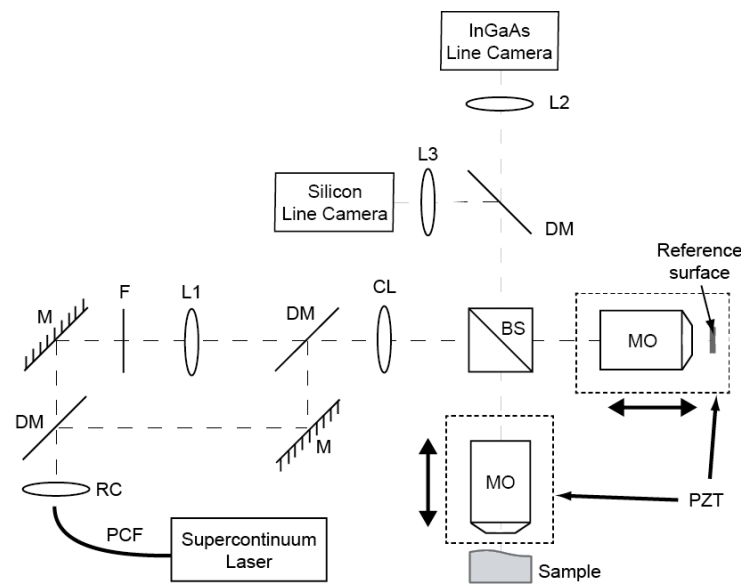 InGaAs
Line Camera
L2
L3
Silicon
Line Camera
DM
Reference
surface
M
F
L1
DM
CL
BS
MO
DM
M
RC
MO
PZT
PCF
Supercontinuum
Laser
Sample